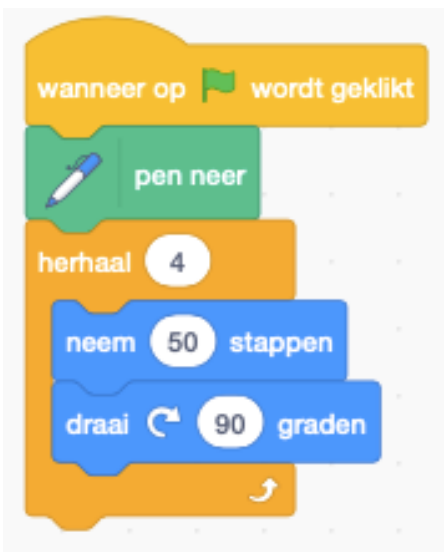 wanneer op wordt geklikt
pen neer
herhaal 4
neem 50 stappen
draai 90 graden